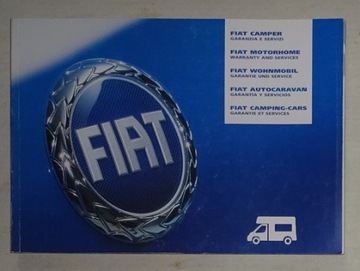 FIAT CAMPER
GARANZIA E SERVIZI
FIAT MOTORHOME
WARRANTY AND SERVICES
FIAT WOHNMOBIL
GARANTIE UND SERVICE
FIAT AUTOCARAVAN
GARANTÍA Y SERVICIOS
FIAT CAMPING-CARS
GARANTIE ET SERVICES
FIAT